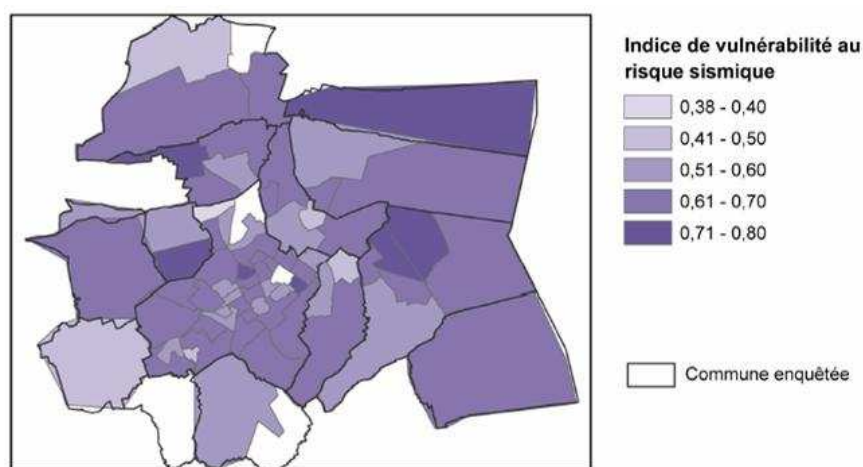 Indice de vulnérabilité au
risque sismique
0,38 - 0,40
0,41 - 0,50
0,51 - 0,60
0,61 - 0,70
0,71 - 0,80
Commune enquêtée